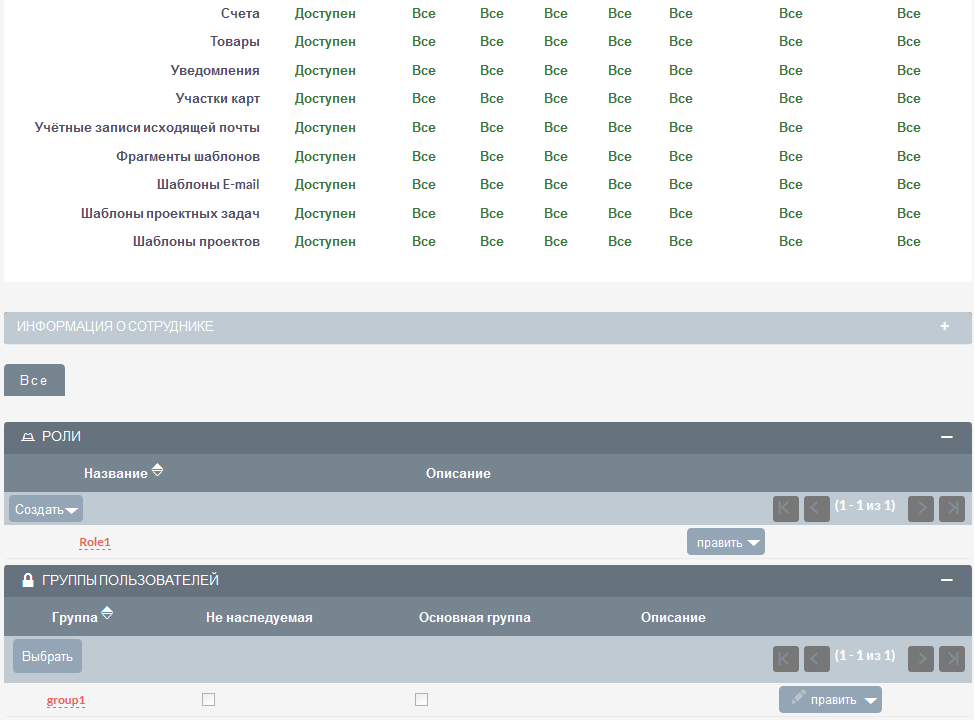 Счета Доступен Все Все Все Все Все Все Все
Товары Доступен Все Все Все Все Все Все Все
Уведомления Доступен Все Все Все Все Все Все Все
Участки карт Доступен Все Все Все Все Все Все Все
Учётные записи исходящей почты Доступен Все Все Все Все Все Все Все
Фрагменты шаблонов Доступен Все Все Все Все Все Все Все
Шаблоны E-mail Доступен Все Все Все Все Все Все Все
Шаблоны проектных задач Доступен Все Все Все Все Все Все Все
Шаблоны проектов Доступен Все Все Все Все Все Все Все
ИНФОРМАЦИЯ О СОТРУДНИКЕ +
Все
РОЛИ
Название Описание
Создать (1 - 1 из 1)
Role1 править
ГРУППЫ ПОЛЬЗОВАТЕЛЕЙ
Группа Не наследуемая Основная группа Описание
Выбрать (1 - 1 из 1)
group1 править